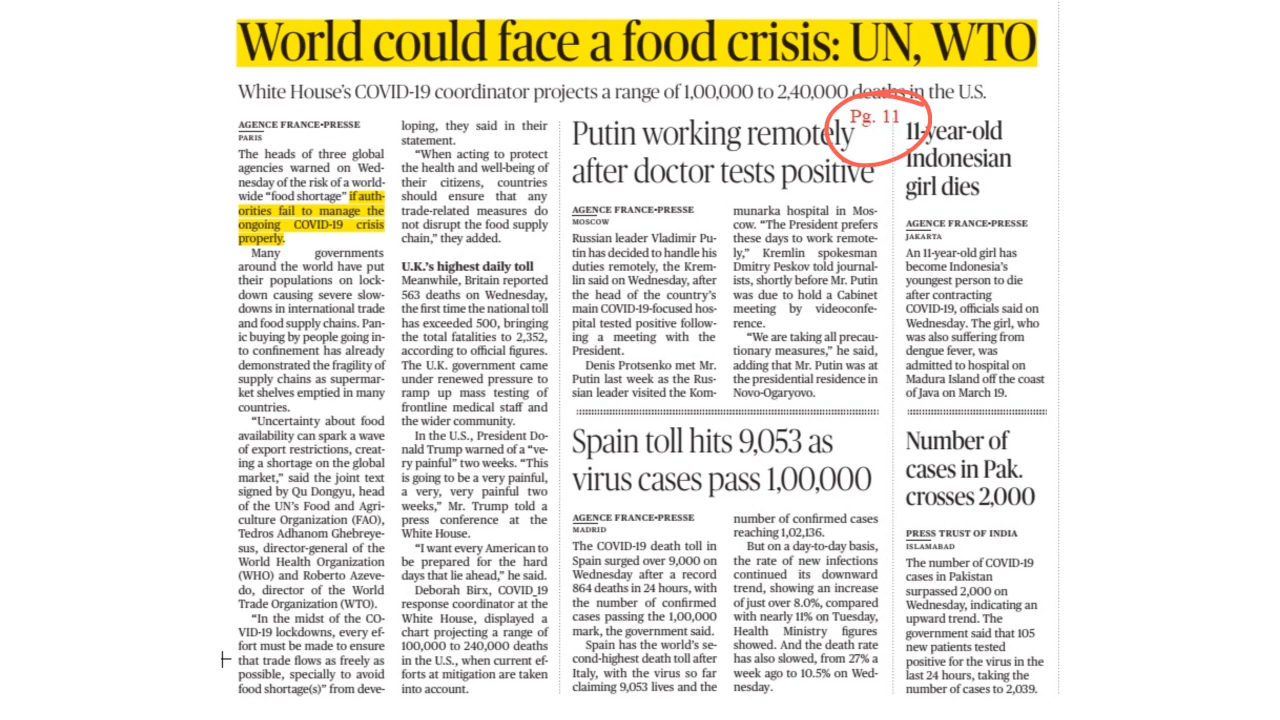 World could face a food crisis: UN, WTO
White House's COVID-19 coordinator projects a range of 1,00,000 to 2,40,000 deaths in the U.S.
AGENCE FRANCE-PRESSE
PARIS
The heads of three global
agencies warned on Wed-
nesday of the risk of a world-
wide “food shortage” if auth-
orities fail to manage the
ongoing COVID-19 crisis
properly.
Many governments
around the world have put
their populations on lock-
down causing severe slow-
downs in international trade
and food supply chains. Pan-
ic buying by people going in-
to confinement has already
demonstrated the fragility of
supply chains as supermar-
ket shelves emptied in many
countries.
“Uncertainty about food
availability can spark a wave
of export restrictions, creat-
ing a shortage on the global
market,” said the joint text
signed by Qu Dongyu, head
of the UN's Food and Agri-
culture Organization (FAO),
Tedros Adhanom Ghebreye-
sus, director-general of the
World Health Organization
(WHO) and Roberto Azeve-
do, director of the World
Trade Organization (WTO).
“In the midst of the CO-
VID-19 lockdowns, every ef-
fort must be made to ensure
that trade flows as freely as
possible, specially to avoid
food shortage(s)” from deve-
loping, they said in their
statement.
“When acting to protect
the health and well-being of
their citizens, countries
should ensure that any
trade-related measures do
not disrupt the food supply
chain,” they added.
U.K.'s highest daily toll
Meanwhile, Britain reported
563 deaths on Wednesday,
the first time the national toll
has exceeded 500, bringing
the total fatalities to 2,352,
according to official figures.
The U.K. government came
under renewed pressure to
ramp up mass testing of
frontline medical staff and
the wider community.
In the U.S., President Do-
nald Trump warned of a “ve-
ry painful” two weeks. “This
is going to be a very painful,
a very, very painful two
weeks,” Mr. Trump told a
press conference at the
White House.
“I want every American to
be prepared for the hard
days that lie ahead,” he said.
Deborah Birx, COVID_19
response coordinator at the
White House, displayed a
chart projecting a range of
100,000 to 240,000 deaths
in the U.S., when current ef-
forts at mitigation are taken
into account.
Pg. 11
Putin working remotely
after doctor tests positive
AGENCE FRANCE-PRESSE
MOSCOW
Russian leader Vladimir Pu-
tin has decided to handle his
duties remotely, the Krem-
lin said on Wednesday, after
the head of the country's
main COVID-focused hos-
pital tested positive follow-
ing a meeting with the
President.
Denis Protsenko met Mr.
Putin last week as the Rus-
sian leader visited the Kom-
munarka hospital in Mos-
cow. “The President prefers
these days to work remote-
ly,” Kremlin spokesman
Dmitry Peskov told journal-
ists, shortly before Mr. Putin
was due to hold a Cabinet
meeting by videoconfe-
rence.
“We are taking all precau-
tionary measures,” he said,
adding that Mr. Putin was at
the presidential residence in
Novo-Ogaryovo.
11-year-old
Indonesian
girl dies
AGENCE FRANCE-PRESSE
JAKARTA
An 11-year-old girl has
become Indonesia's
youngest person to die
after contracting
COVID-19, officials said on
Wednesday. The girl, who
was also suffering from
dengue fever, was
admitted to hospital on
Madura Island off the coast
of Java on March 19.
Spain toll hits 9,053 as
virus cases pass 1,00,000
AGENCE FRANCE-PRESSE
MADRID
The COVID-19 death toll in
Spain surged over 9,000 on
Wednesday after a record
864 deaths in 24 hours, with
the number of confirmed
cases passing the 1,00,000
mark, the government said.
Spain has the world's se-
cond-highest death toll after
Italy, with the virus so far
claiming 9,053 lives and the
number of confirmed cases
reaching 1,02,136.
But on a day-to-day basis,
the rate of new infections
continued its downward
trend, showing an increase
of just over 8.0%, compared
with nearly 11% on Tuesday,
Health Ministry figures
showed. And the death rate
has also slowed, from 27% a
week ago to 10.5% on Wed-
nesday.
Number of
cases in Pak.
crosses 2,000
PRESS TRUST OF INDIA
ISLAMABAD
The number of COVID-19
cases in Pakistan
surpassed 2,000 on
Wednesday, indicating an
upward trend. The
government said that 105
new patients tested
positive for the virus in the
last 24 hours, taking the
number of cases to 2,039.